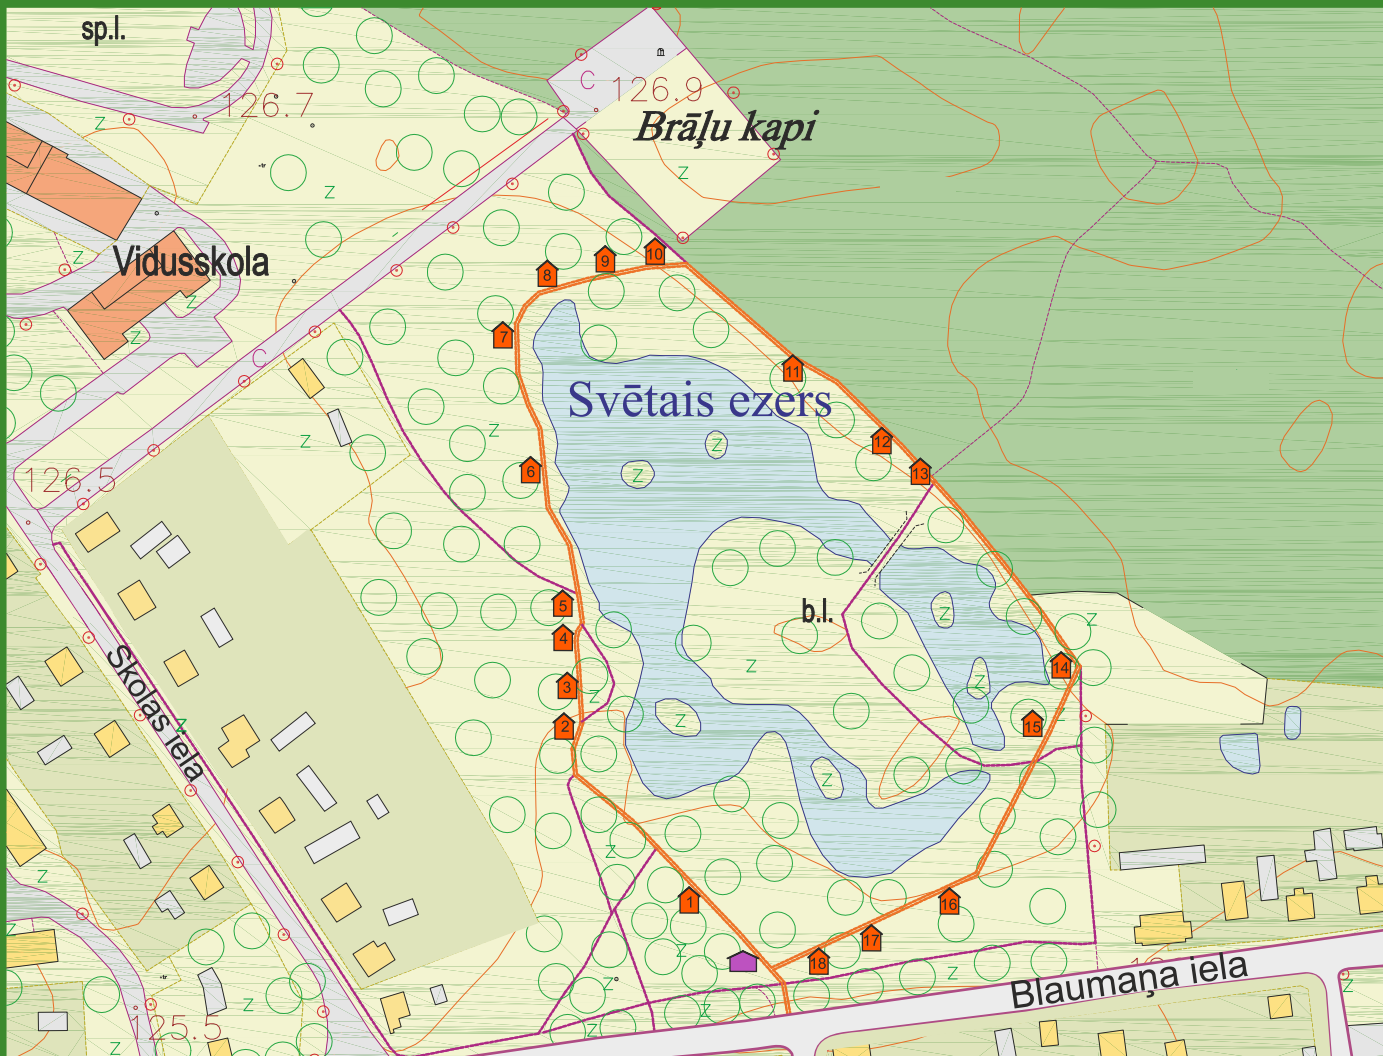 sp.l.
126.7
C 126.9
Brāļu kapi
Z
Z
Z
Vidusskola
Z
Z
Z
10
9
8
7
11
C
Svētais ezers
Z
Z
Z
12
Z
6
13
126.5
5
b.l.
Z
4
Z
14
3
Z
Z
Z
2
Z
15
Z
Skolas iela
Z
Z
Z
Z
1
16
17
18
Z
Z
Z
Blaumaņa iela
Z
Z
Z
Z
125.5
Z
Z